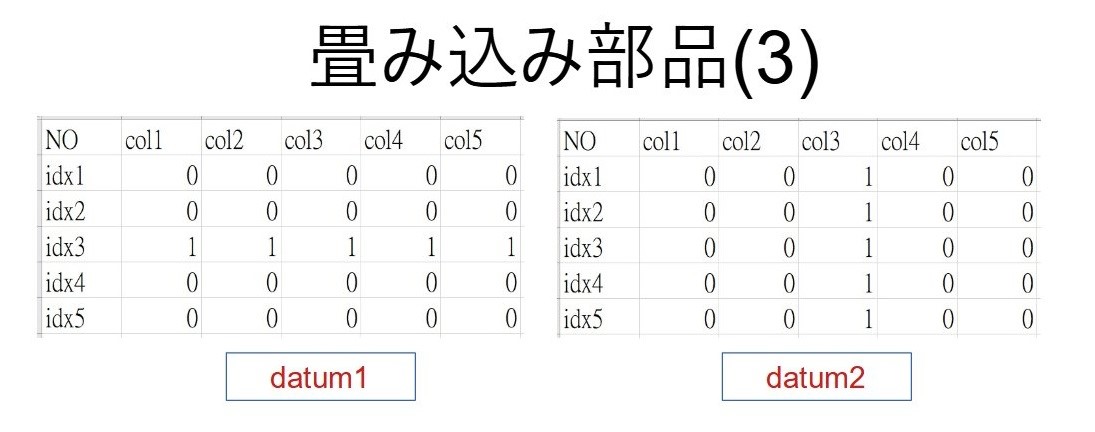 畳み込み部品(3)
NO col1 col2 col3 col4 col5
idx1 0 0 0 0 0
idx2 0 0 0 0 0
idx3 1 1 1 1 1
idx4 0 0 0 0 0
idx5 0 0 0 0 0
datum1
NO col1 col2 col3 col4 col5
idx1 0 0 1 0 0
idx2 0 0 1 0 0
idx3 0 0 1 0 0
idx4 0 0 1 0 0
idx5 0 0 1 0 0
datum2